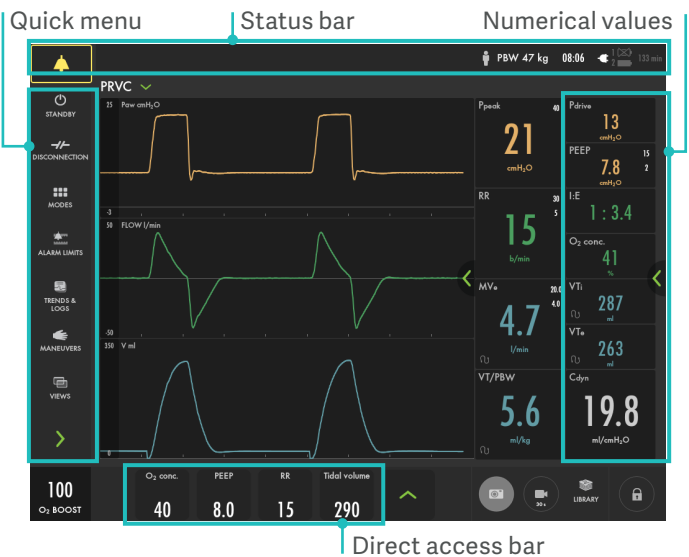 Quick menu
Status bar
Numerical values
PBW 47 kg 08:06 1 2 133 min
PRVC
STANDBY
DISCONNECTION
MODES
ALARM LIMITS
TRENDS &
LOGS
MANEUVERS
VIEWS
25 Paw cmH₂O
-3
50 FLOW l/min
-50
350 V ml
0
Ppeak 40
21
cmH₂O
RR 30
5
15
b/min
MVe 20.0
4.0
4.7
l/min
VT/PBW
5.6
ml/kg
Pdrive
13
cmH₂O
PEEP 15
2
7.8
cmH₂O
I:E
1 : 3.4
O₂ conc.
41
%
VTi
287
ml
VTe
263
ml
Cdyn
19.8
ml/cmH₂O
100
O₂ BOOST
O₂ conc. PEEP RR Tidal volume
40 8.0 15 290
30 s
LIBRARY
Direct access bar